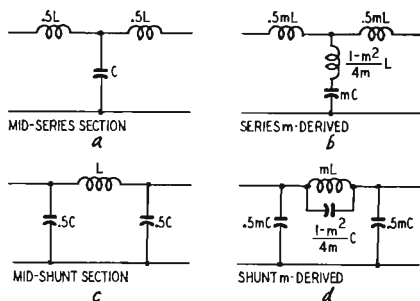 .5L .5L
C
MID-SERIES SECTION
a
.5mL .5mL
1-m²
4m L
mC
SERIES m-DERIVED
b
L
.5C .5C
MID-SHUNT SECTION
c
mL
.5mC 1-m² .5mC
4m C
SHUNT m-DERIVED
d